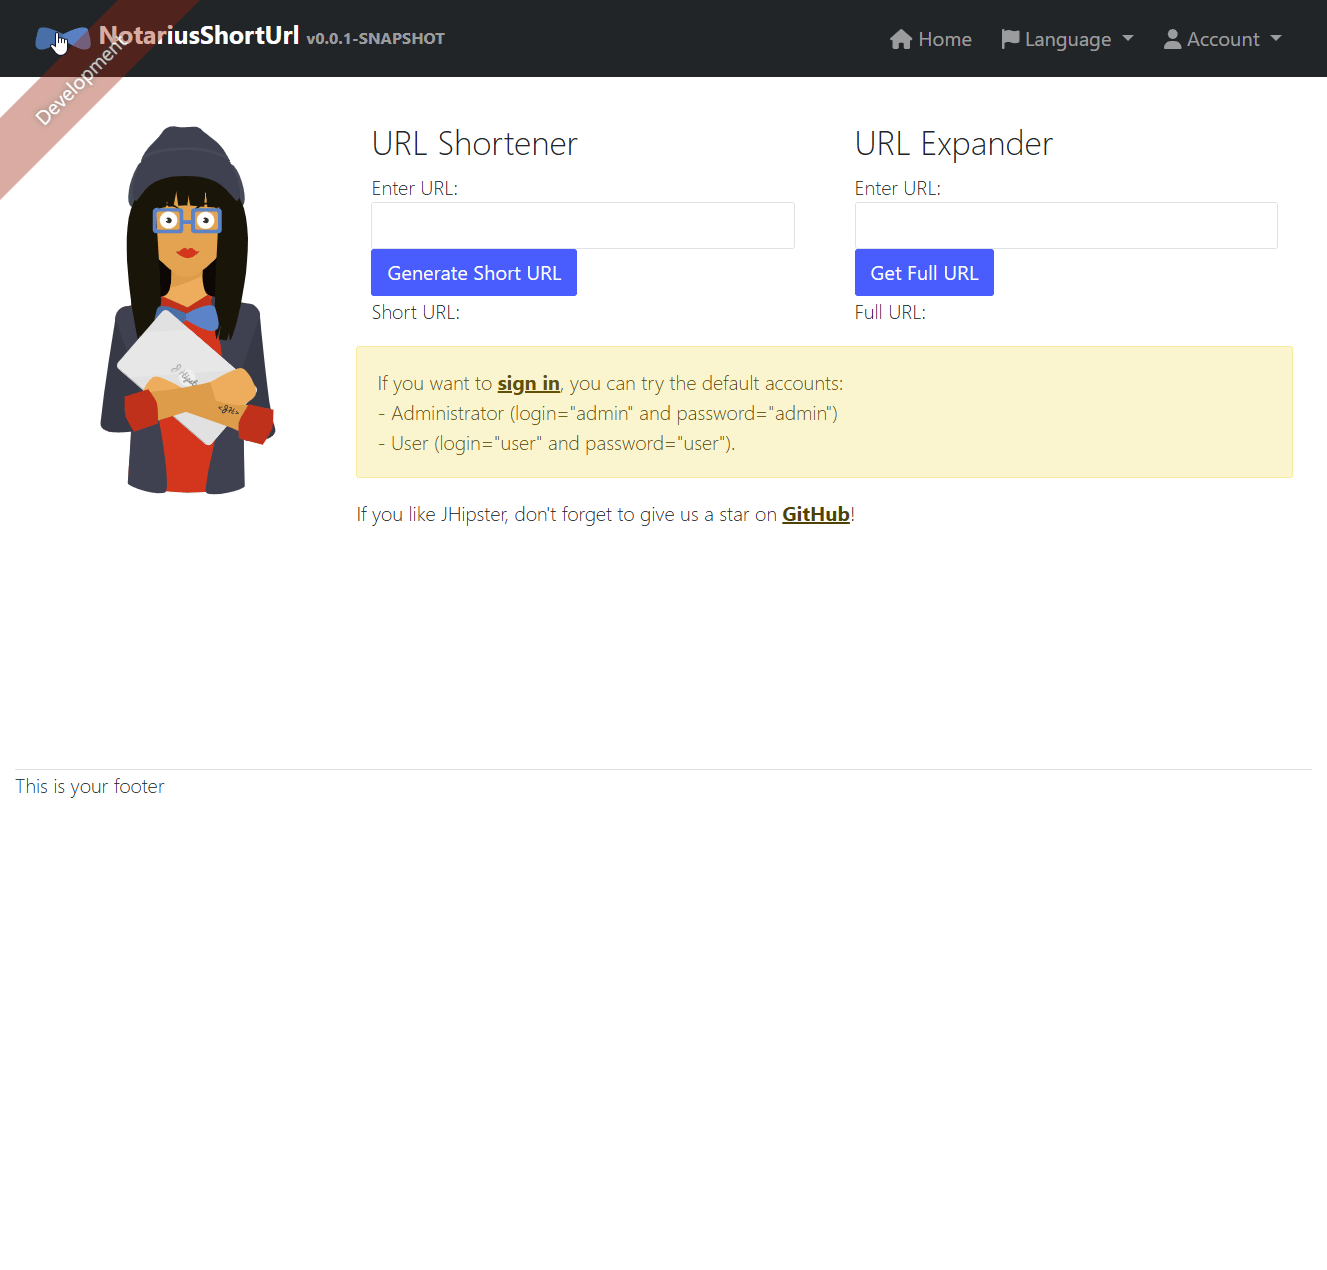 NotariusShortUrl v0.0.1-SNAPSHOT
Home
Language
Account
Development
URL Shortener
Enter URL:
Generate Short URL
Short URL:
URL Expander
Enter URL:
Get Full URL
Full URL:
If you want to sign in, you can try the default accounts:
- Administrator (login="admin" and password="admin")
- User (login="user" and password="user").
If you like JHipster, don't forget to give us a star on GitHub!
This is your footer